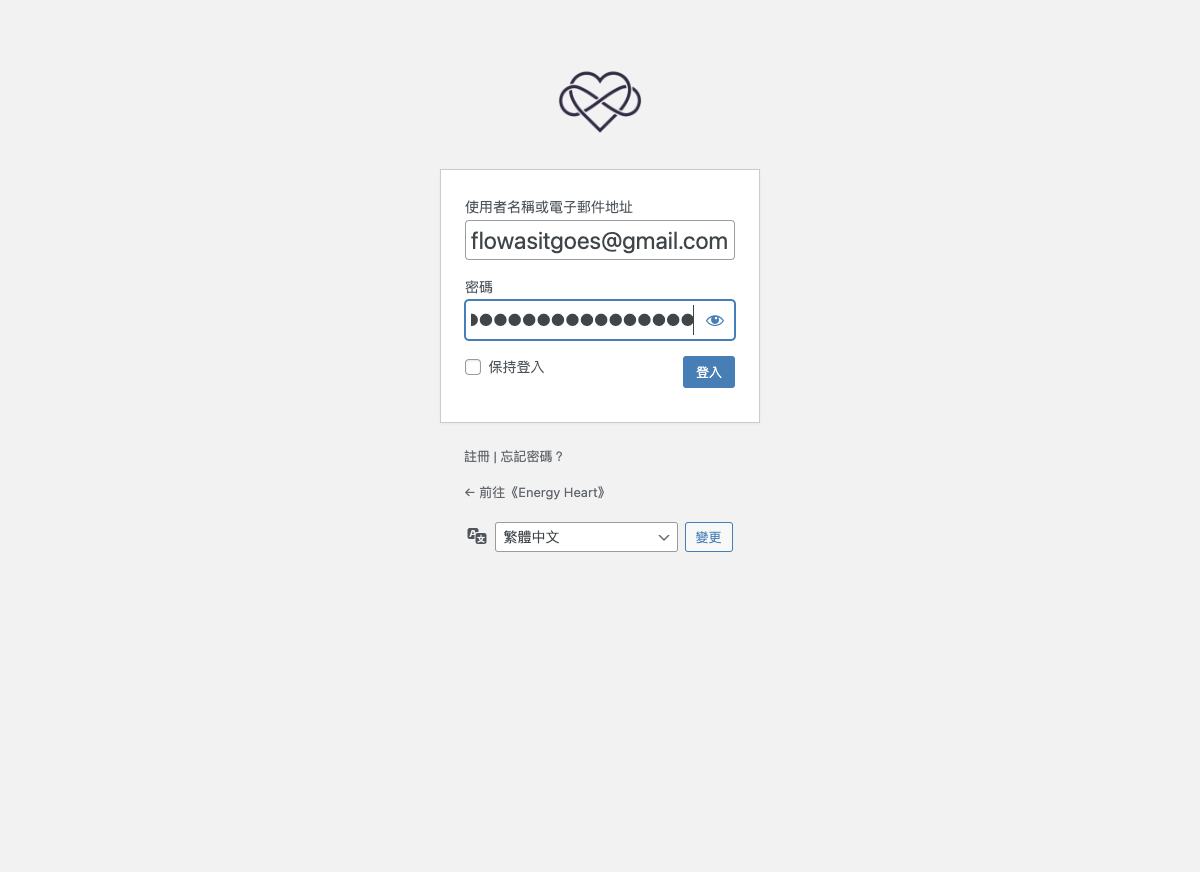 使用者名稱或電子郵件地址
flowasitgoes@gmail.com
密碼
保持登入
登入
註冊 | 忘記密碼？
← 前往《Energy Heart》
繁體中文
變更